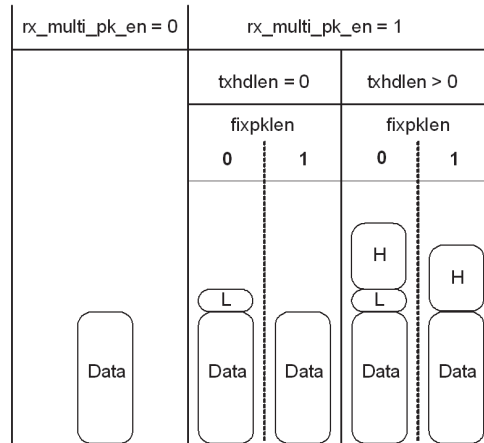 rx_multi_pk_en = 0 rx_multi_pk_en = 1
txhdlen = 0 txhdlen > 0
fixpklen fixpklen
0 1 0 1
H
H
L L
Data Data Data Data Data